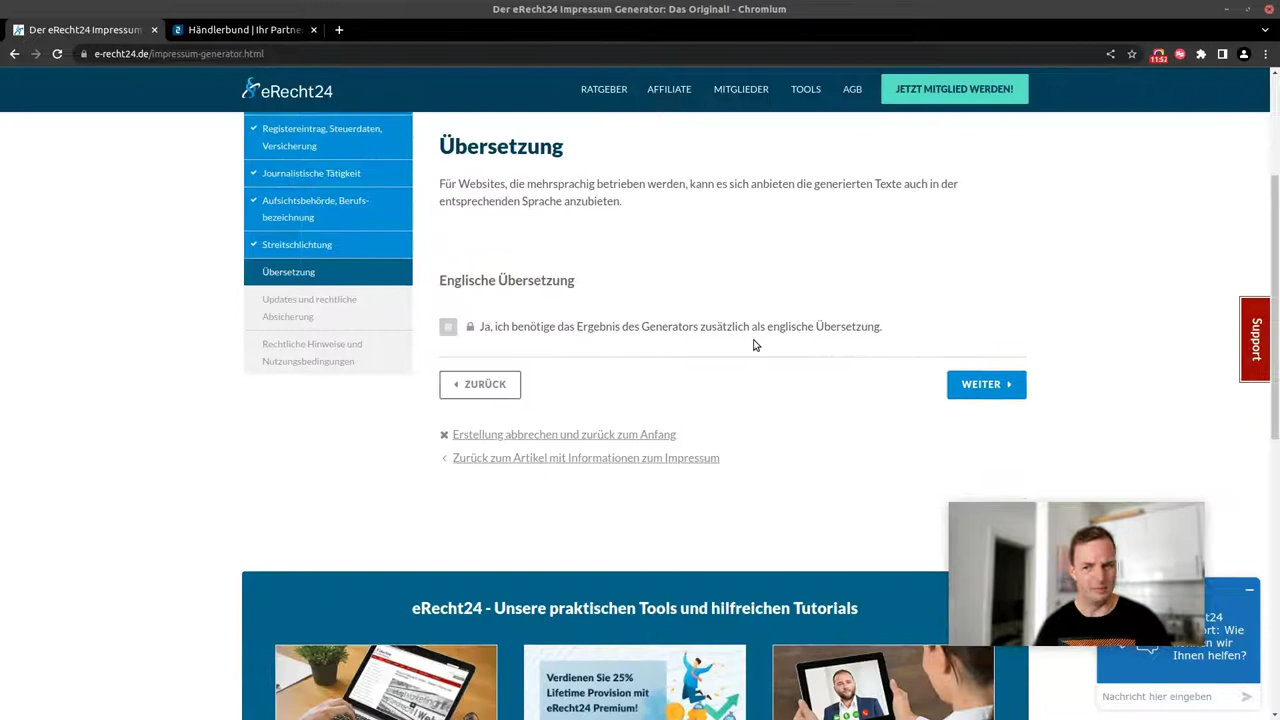 Der eRecht24 Impressum Generator: Das Original! - Chromium
Der eRecht24 Impressum
Händlerbund | Ihr Partne
e-recht24.de/impressum-generator.html
11:52
eRecht24
RATGEBER
AFFILIATE
MITGLIEDER
TOOLS
AGB
JETZT MITGLIED WERDEN!
Registereintrag, Steuerdaten,
Versicherung
Journalistische Tätigkeit
Aufsichtsbehörde, Berufs-
bezeichnung
Streitschlichtung
Übersetzung
Updates und rechtliche
Absicherung
Rechtliche Hinweise und
Nutzungsbedingungen
Übersetzung
Für Websites, die mehrsprachig betrieben werden, kann es sich anbieten die generierten Texte auch in der
entsprechenden Sprache anzubieten.
Englische Übersetzung
Ja, ich benötige das Ergebnis des Generators zusätzlich als englische Übersetzung.
ZURÜCK
WEITER
Erstellung abbrechen und zurück zum Anfang
Zurück zum Artikel mit Informationen zum Impressum
Support
eRecht24 - Unsere praktischen Tools und hilfreichen Tutorials
Verdienen Sie 25%
Lifetime Provision mit
eRecht24 Premium!
Wie
wir
Ihnen helfen?
Nachricht hier eingeben